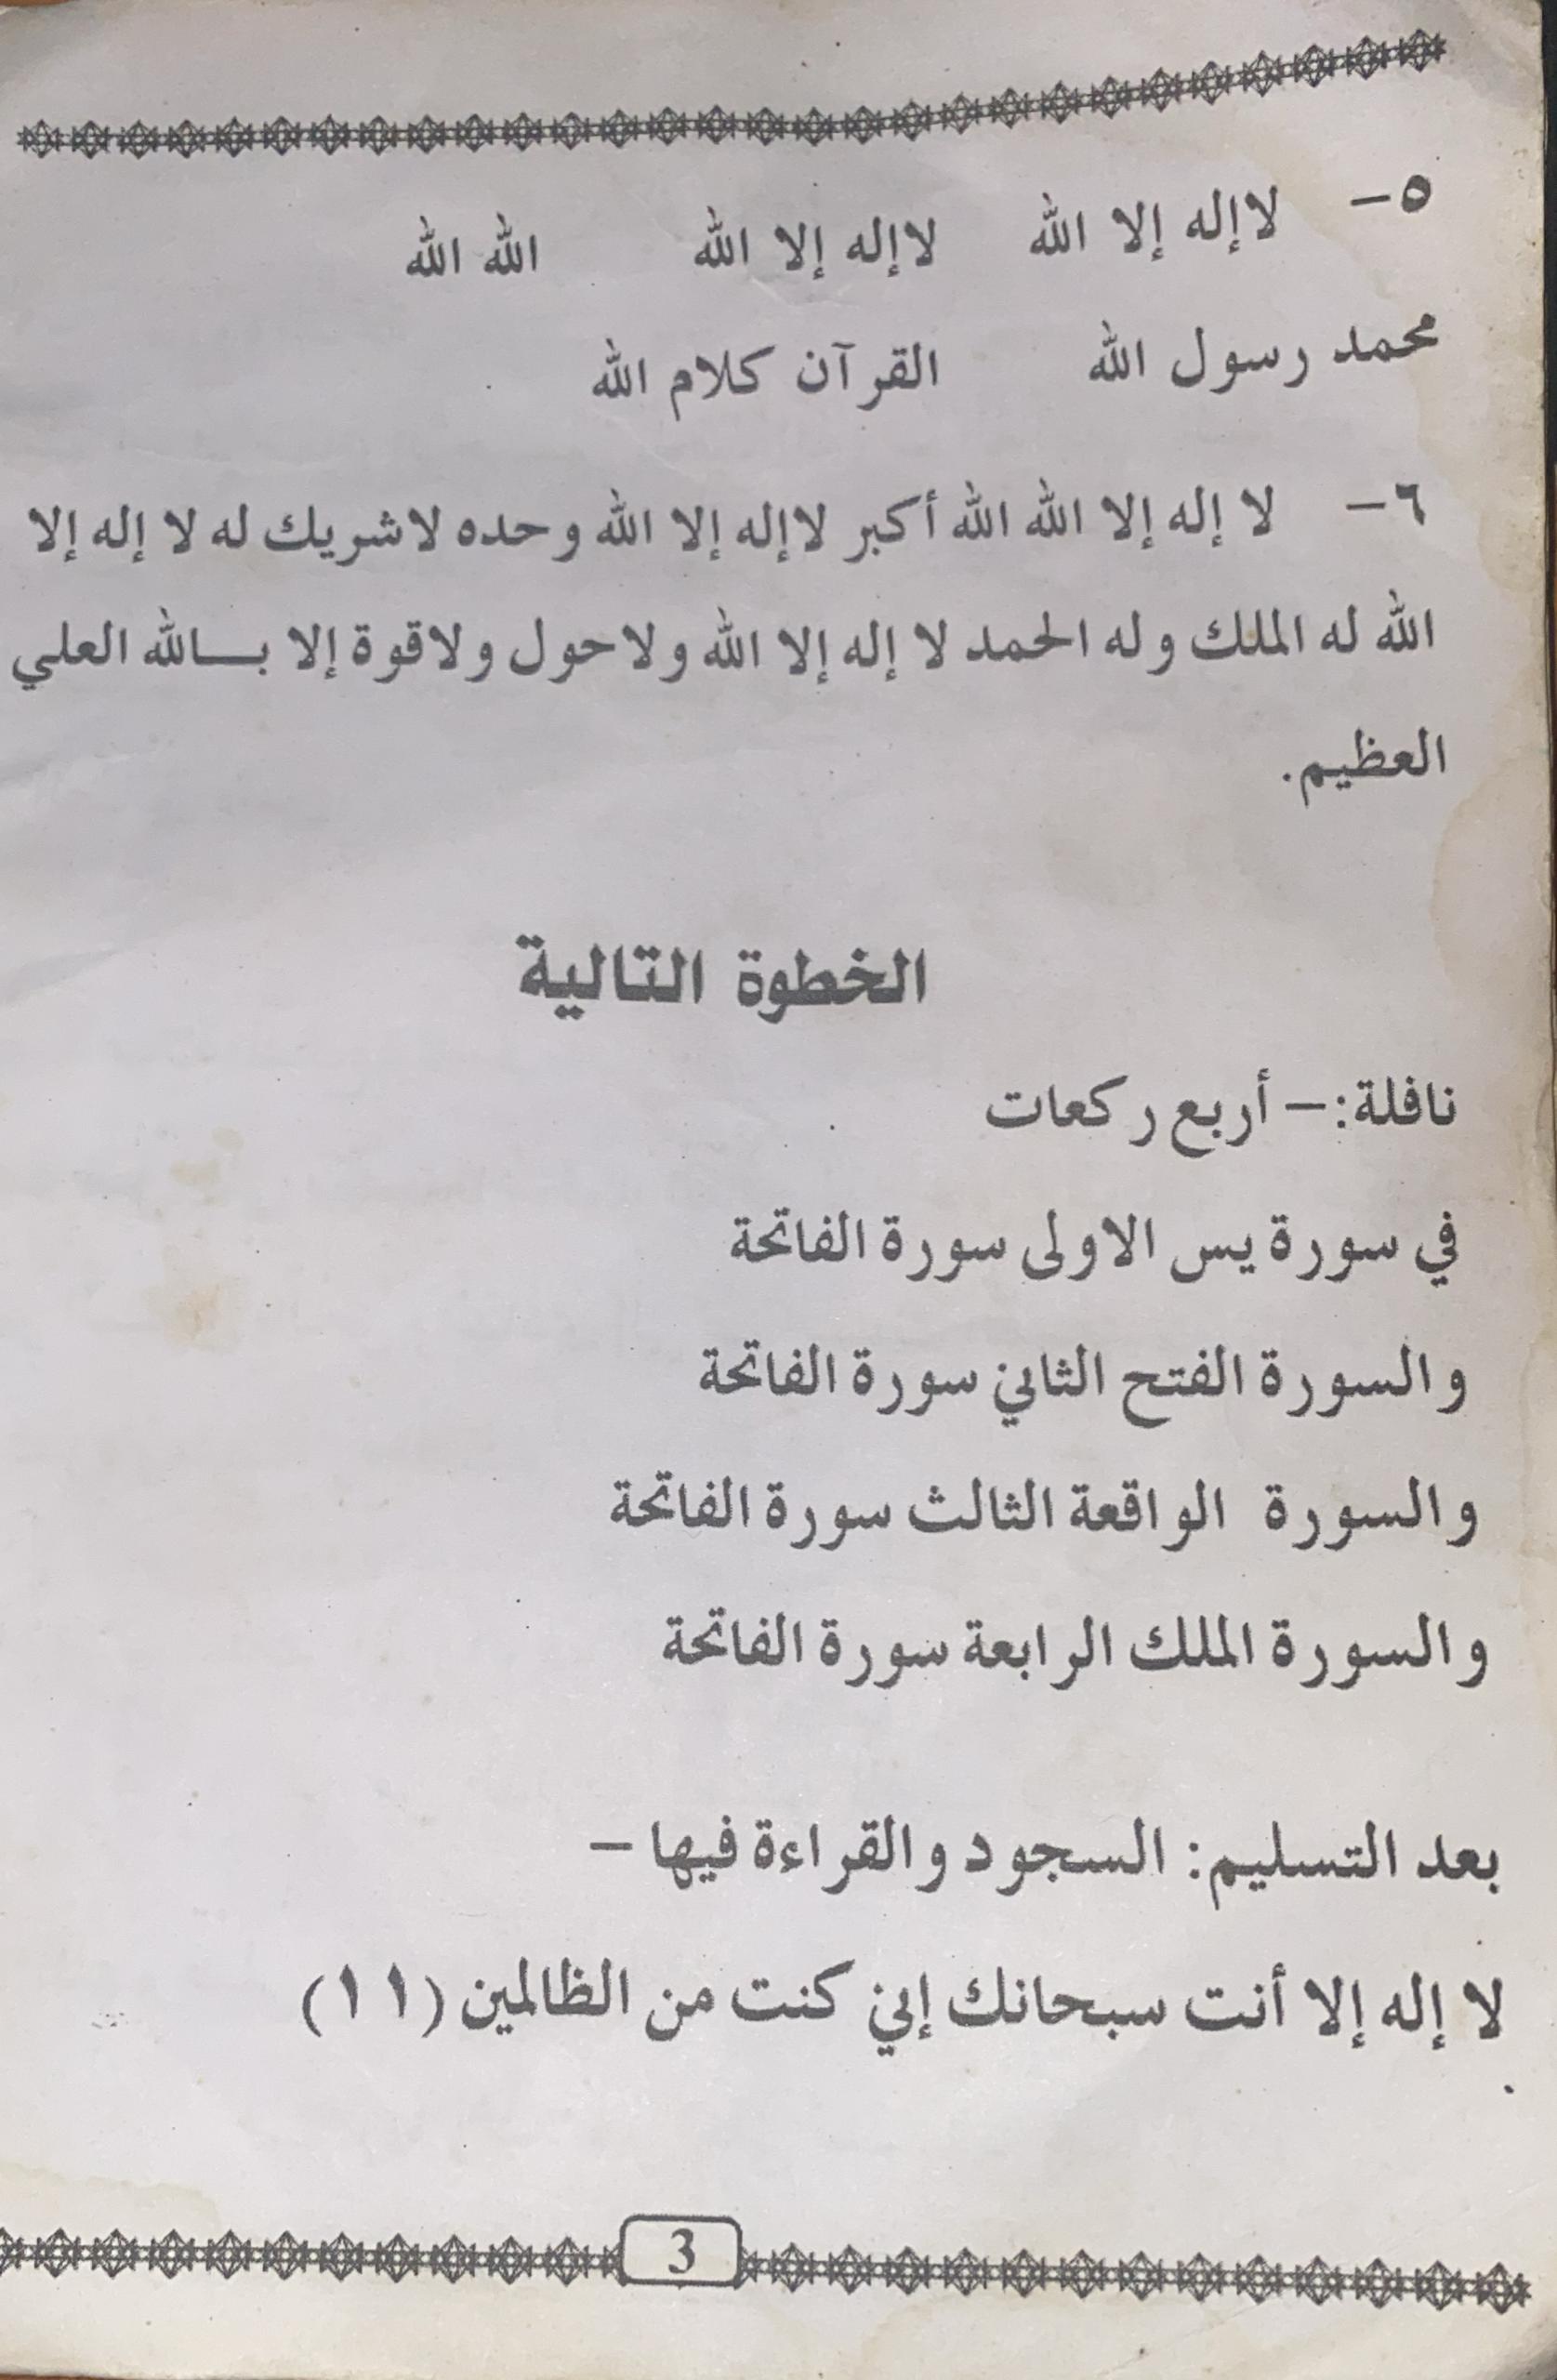 ٥- لاإله إلا الله لاإله إلا الله الله الله
محمد رسول الله القرآن كلام الله
٦- لا إله إلا الله الله أكبر لاإله إلا الله وحده لاشريك له لا إله إلا
الله له الملك وله الحمد لا إله إلا الله ولاحول ولاقوة إلا بـــالله العلي
العظيم.
الخطوة التالية
نافلة:- أربع ركعات
في سورة يس الاولى سورة الفاتحة
والسورة الفتح الثاني سورة الفاتحة
والسورة الواقعة الثالث سورة الفاتحة
والسورة الملك الرابعة سورة الفاتحة
بعد التسليم: السجود والقراءة فيها -
لا إله إلا أنت سبحانك إني كنت من الظالمين (١١)
3